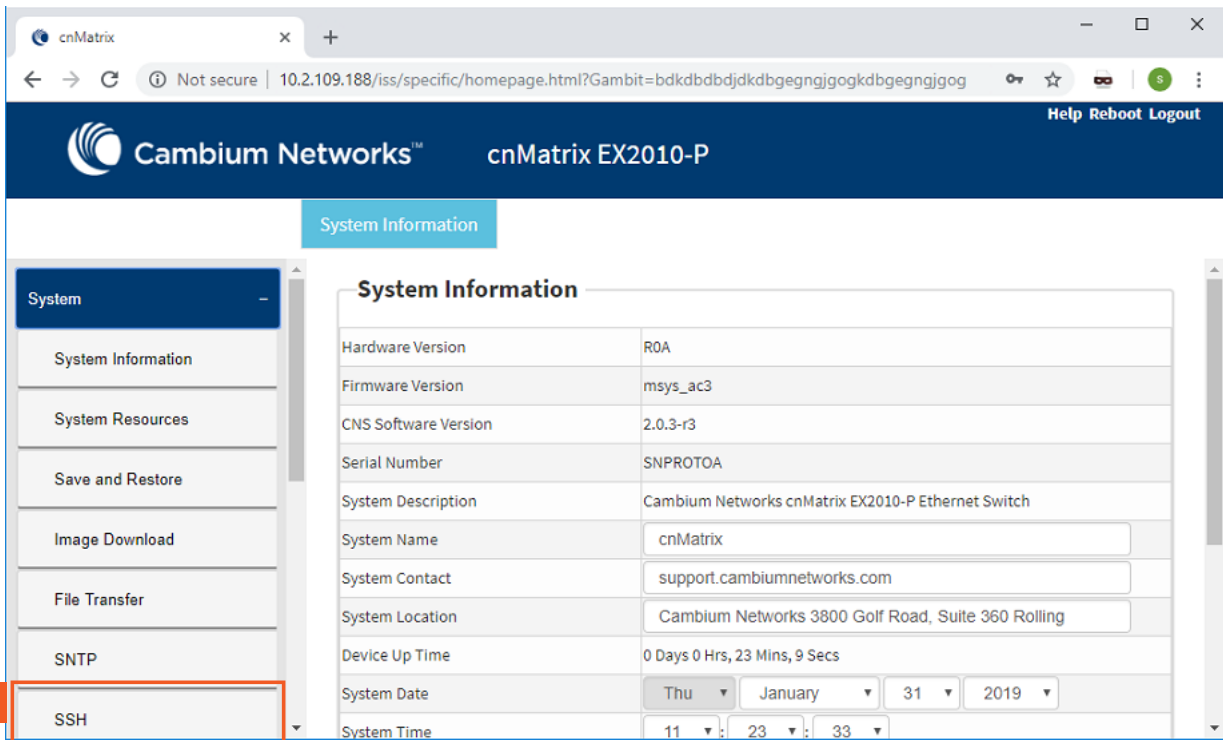 cnMatrix
Not secure | 10.2.109.188/iss/specific/homepage.html?Gambit=bdkdbdbdjdkdbgegngjgogkdbgegngjgog
S
Help Reboot Logout
Cambium Networks™ cnMatrix EX2010-P
System Information
System –
System Information
System Resources
Save and Restore
Image Download
File Transfer
SNTP
SSH
System Information
Hardware Version R0A
Firmware Version msys_ac3
CNS Software Version 2.0.3-r3
Serial Number SNPROTOA
System Description Cambium Networks cnMatrix EX2010-P Ethernet Switch
System Name cnMatrix
System Contact support.cambiumnetworks.com
System Location Cambium Networks 3800 Golf Road, Suite 360 Rolling
Device Up Time 0 Days 0 Hrs, 23 Mins, 9 Secs
System Date Thu January 31 2019
System Time 11 : 23 : 33